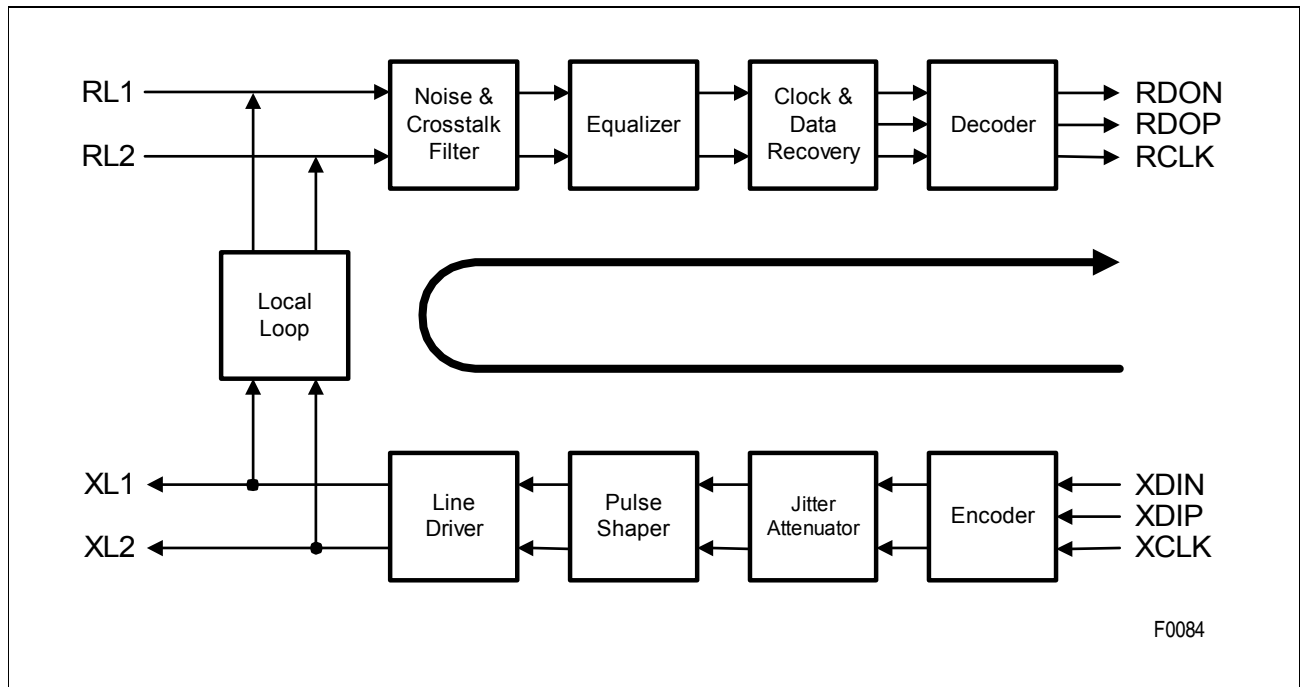 RL1
RL2
Noise &
Crosstalk
Filter
Equalizer
Clock &
Data
Recovery
Decoder
RDON
RDOP
RCLK
Local
Loop
XL1
XL2
Line
Driver
Pulse
Shaper
Jitter
Attenuator
Encoder
XDIN
XDIP
XCLK
F0084